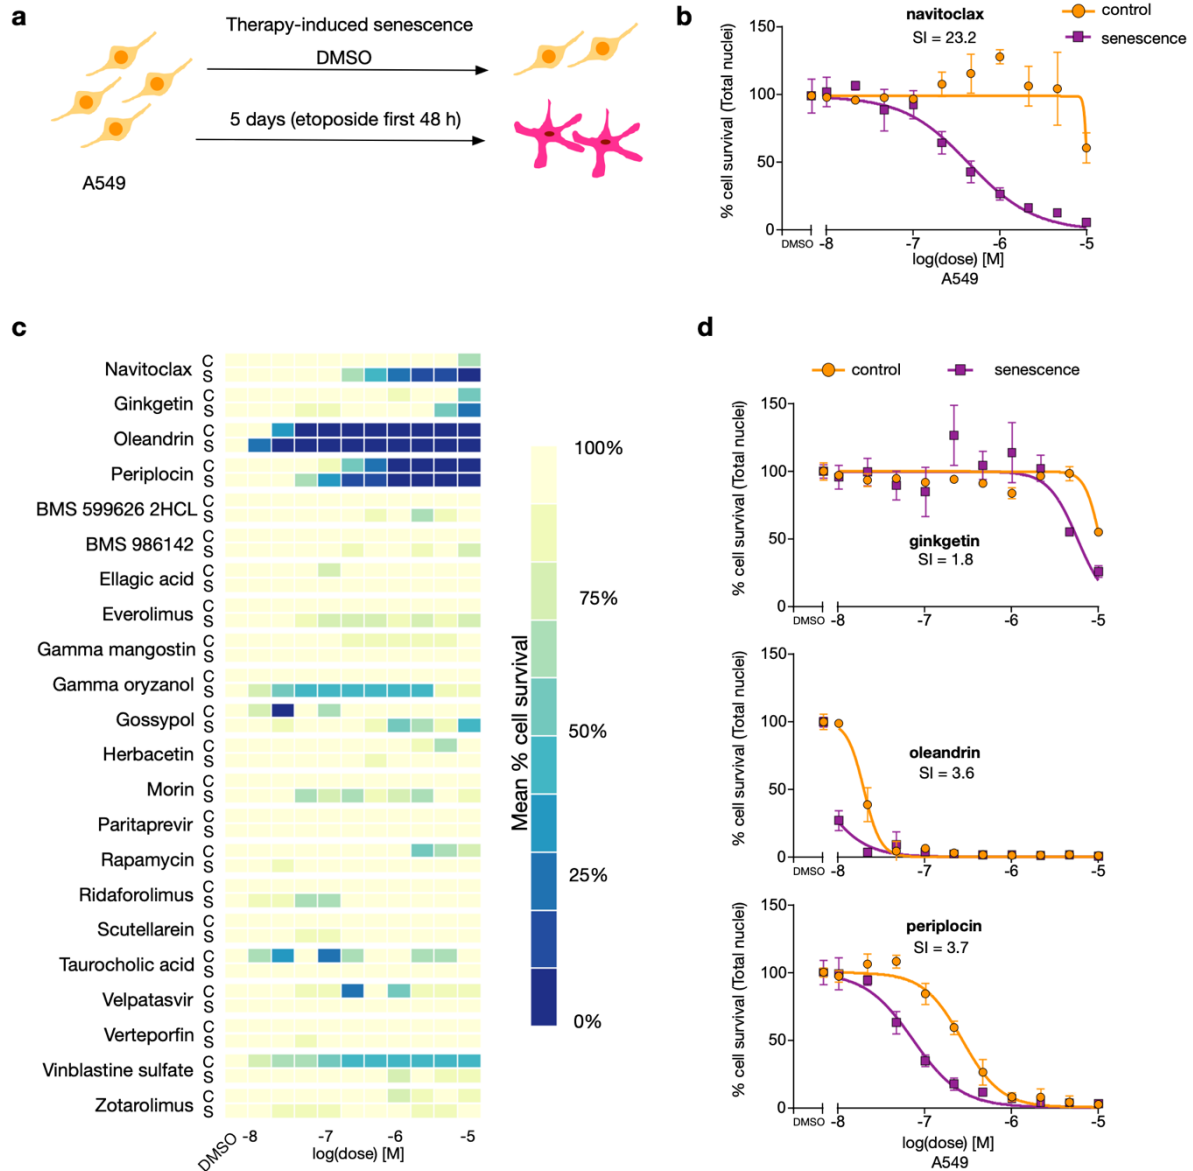 a
Therapy-induced senescence
DMSO
5 days (etoposide first 48 h)
A549
b
navitoclax
SI = 23.2
control
senescence
% cell survival (Total nuclei)
150
100
50
0
DMSO
-8
-7
-6
-5
log(dose) [M]
A549
c
Navitoclax C
S
Ginkgetin C
S
Oleandrin C
S
Periplocin C
S
BMS 599626 2HCL C
S
BMS 986142 C
S
Ellagic acid C
S
Everolimus C
S
Gamma mangostin C
S
Gamma oryzanol C
S
Gossypol C
S
Herbacetin C
S
Morin C
S
Paritaprevir C
S
Rapamycin C
S
Ridaforolimus C
S
Scutellarein C
S
Taurocholic acid C
S
Velpatasvir C
S
Verteporfin C
S
Vinblastine sulfate C
S
Zotarolimus C
S
DMSO
-8
-7
-6
-5
log(dose) [M]
Mean % cell survival
100%
75%
50%
25%
0%
d
control
senescence
% cell survival (Total nuclei)
150
100
50
0
ginkgetin
SI = 1.8
DMSO
-8
-7
-6
-5
% cell survival (Total nuclei)
150
100
50
0
oleandrin
SI = 3.6
DMSO
-8
-7
-6
-5
% cell survival (Total nuclei)
150
100
50
0
periplocin
SI = 3.7
DMSO
-8
-7
-6
-5
log(dose) [M]
A549